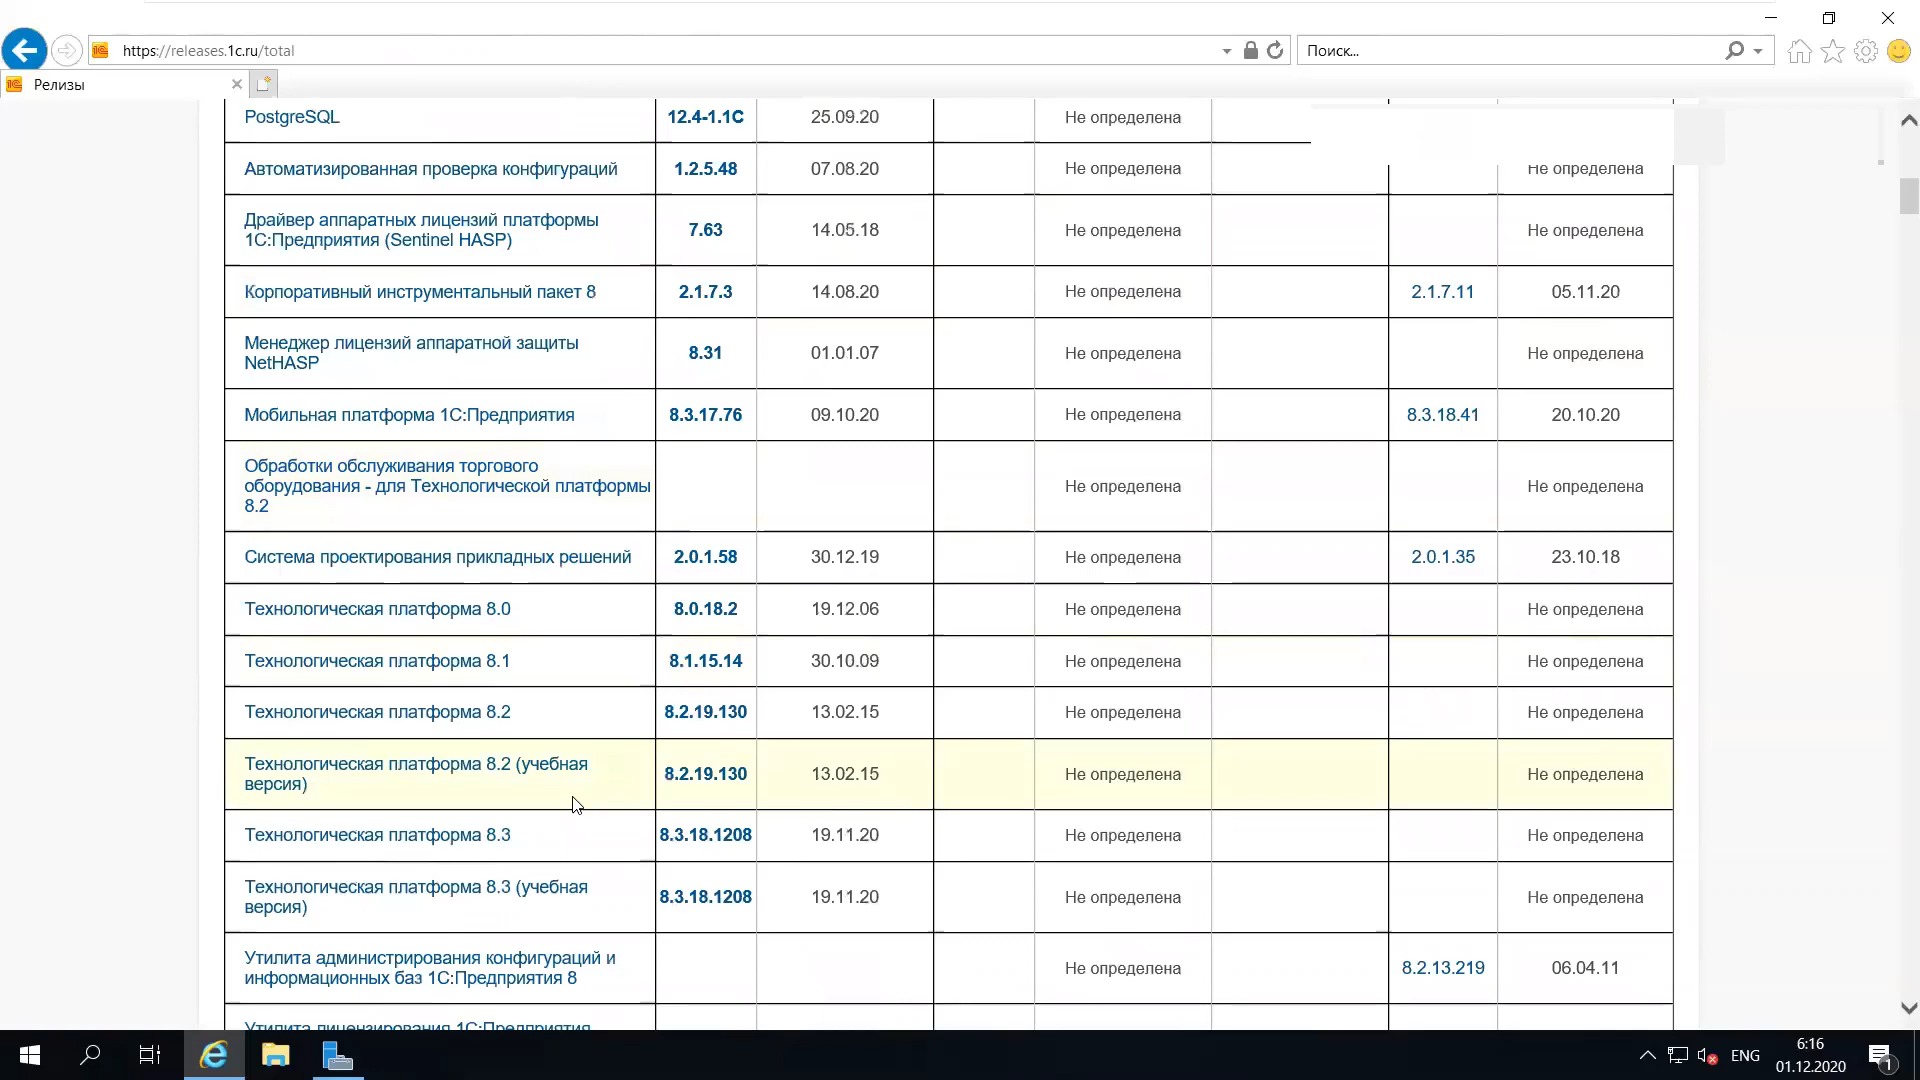 https://releases.1c.ru/total
Поиск...
Релизы
PostgreSQL 12.4-1.1C 25.09.20 Не определена
Автоматизированная проверка конфигураций 1.2.5.48 07.08.20 Не определена Не определена
Драйвер аппаратных лицензий платформы
1С:Предприятия (Sentinel HASP) 7.63 14.05.18 Не определена Не определена
Корпоративный инструментальный пакет 8 2.1.7.3 14.08.20 Не определена 2.1.7.11 05.11.20
Менеджер лицензий аппаратной защиты
NetHASP 8.31 01.01.07 Не определена Не определена
Мобильная платформа 1С:Предприятия 8.3.17.76 09.10.20 Не определена 8.3.18.41 20.10.20
Обработки обслуживания торгового
оборудования - для Технологической платформы Не определена Не определена
8.2
Система проектирования прикладных решений 2.0.1.58 30.12.19 Не определена 2.0.1.35 23.10.18
Технологическая платформа 8.0 8.0.18.2 19.12.06 Не определена Не определена
Технологическая платформа 8.1 8.1.15.14 30.10.09 Не определена Не определена
Технологическая платформа 8.2 8.2.19.130 13.02.15 Не определена Не определена
Технологическая платформа 8.2 (учебная
версия) 8.2.19.130 13.02.15 Не определена Не определена
Технологическая платформа 8.3 8.3.18.1208 19.11.20 Не определена Не определена
Технологическая платформа 8.3 (учебная
версия) 8.3.18.1208 19.11.20 Не определена Не определена
Утилита администрирования конфигураций и
информационных баз 1С:Предприятия 8 Не определена 8.2.13.219 06.04.11
Утилита лицензирования 1С:Предприятия
ENG
6:16
01.12.2020
1